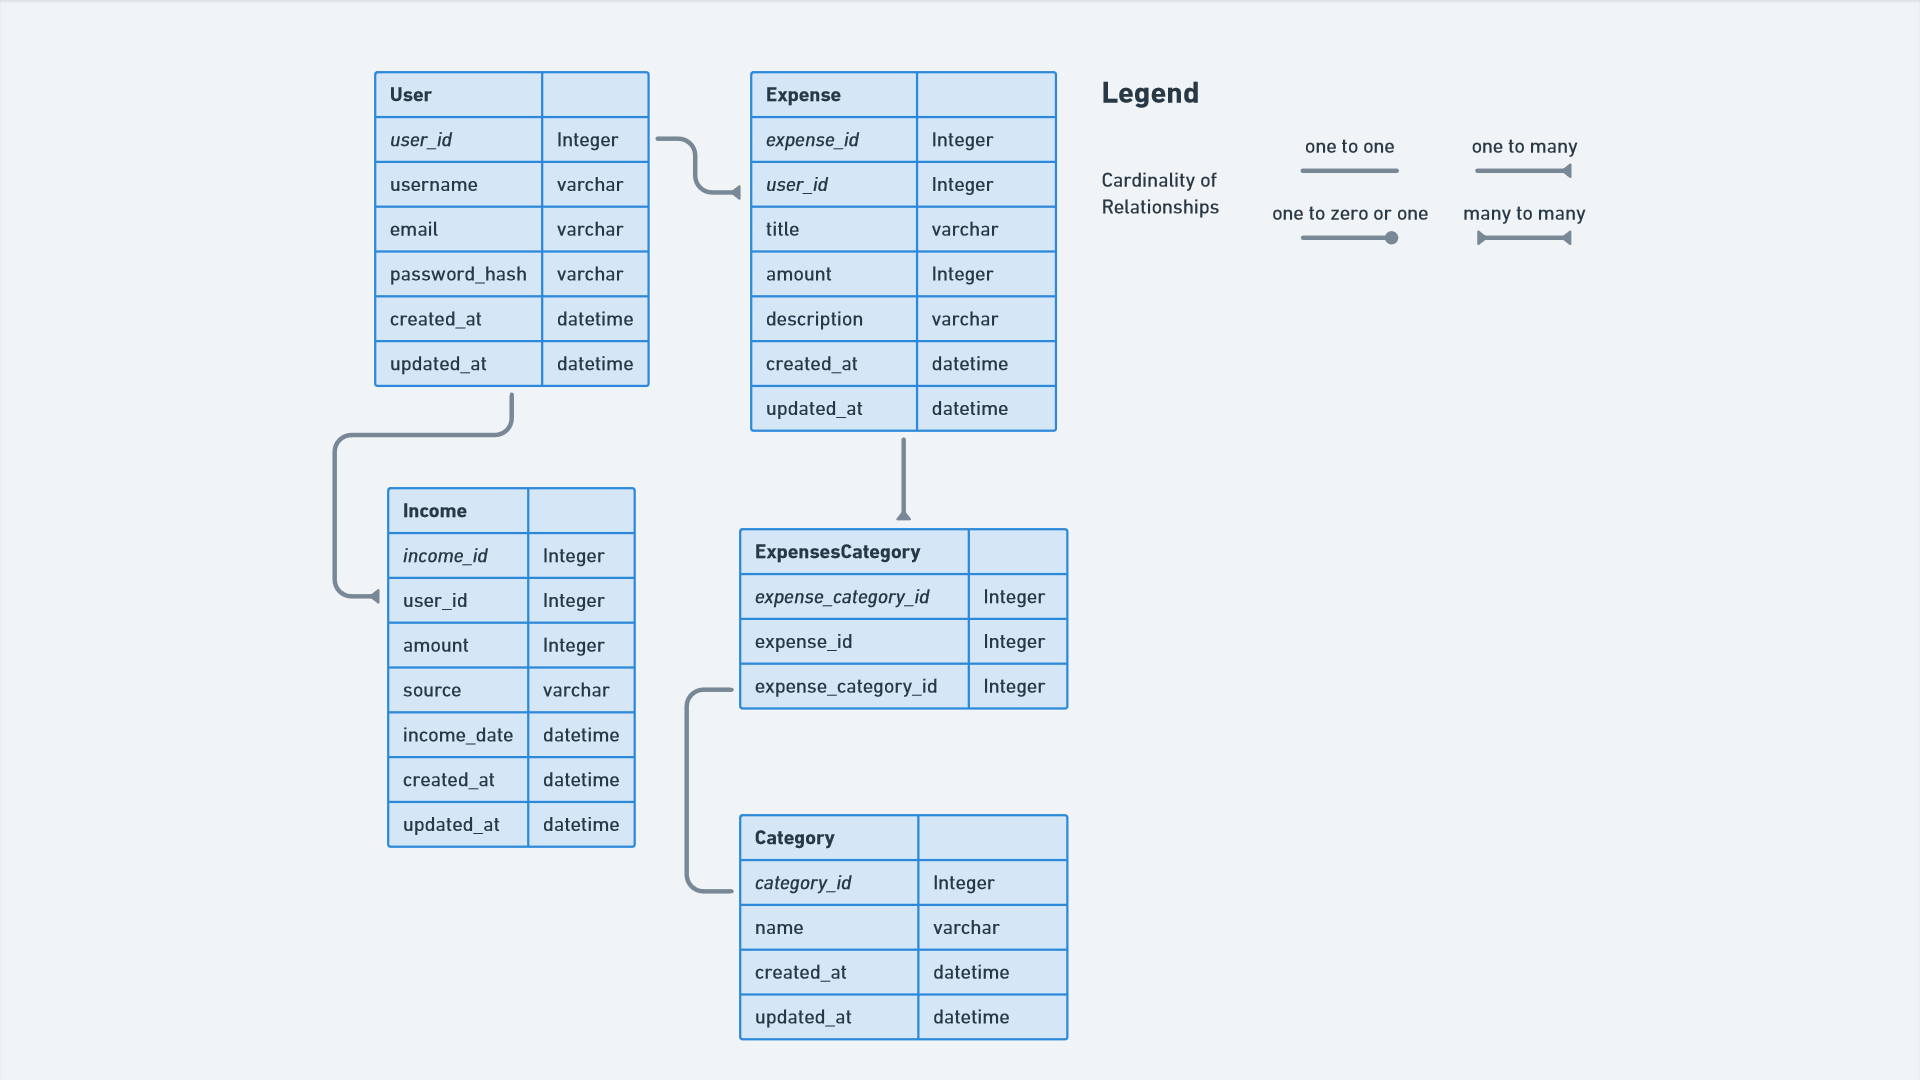 User
user_id Integer
username varchar
email varchar
password_hash varchar
created_at datetime
updated_at datetime
Expense
expense_id Integer
user_id Integer
title varchar
amount Integer
description varchar
created_at datetime
updated_at datetime
Legend
Cardinality of
Relationships
one to one
one to many
one to zero or one
many to many
Income
income_id Integer
user_id Integer
amount Integer
source varchar
income_date datetime
created_at datetime
updated_at datetime
ExpensesCategory
expense_category_id Integer
expense_id Integer
expense_category_id Integer
Category
category_id Integer
name varchar
created_at datetime
updated_at datetime